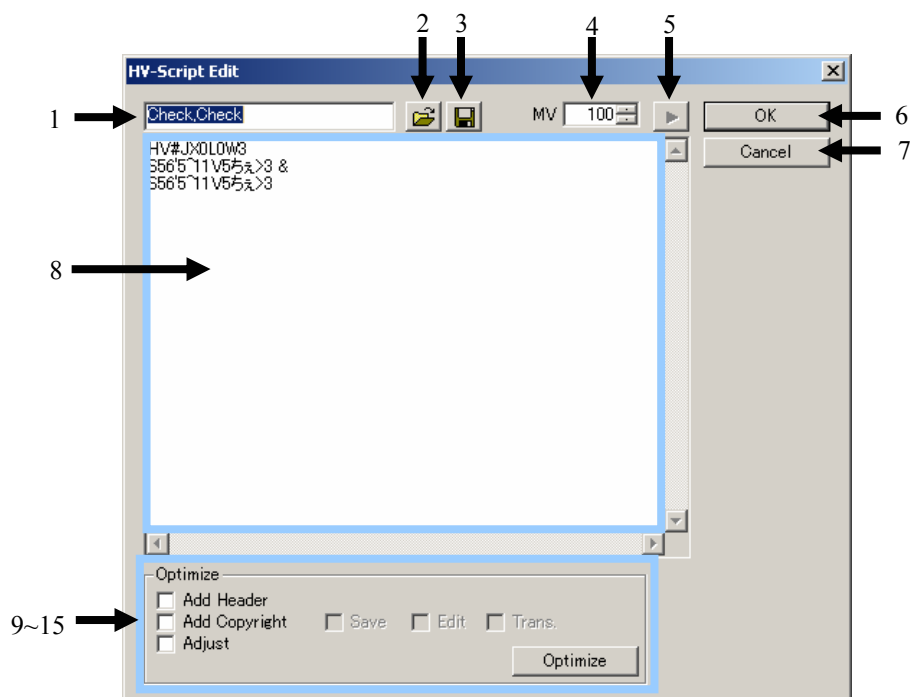 2 3 4 5
HV-Script Edit
1 Check,Check MV 100 OK 6
Cancel 7
HV#JX0L0W3
S56'5^11V5ちぇ>3 &
S56'5^11V5ちぇ>3
8
Optimize
Add Header
9~15 Add Copyright Save Edit Trans.
Adjust
Optimize